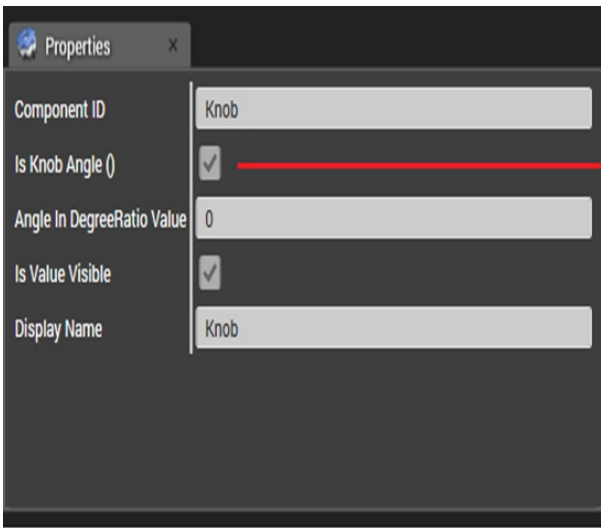 Properties ×
Component ID Knob
Is Knob Angle ()
Angle In DegreeRatio Value 0
Is Value Visible
Display Name Knob